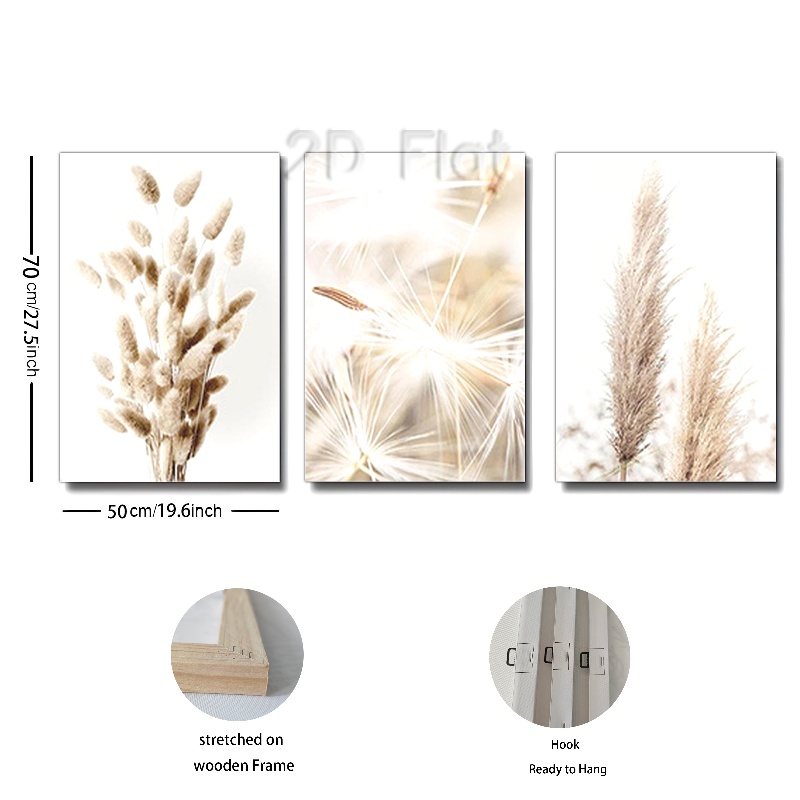 2D Flat
70 cm/27.5inch
50cm/19.6inch
stretched on
wooden Frame
Hook
Ready to Hang